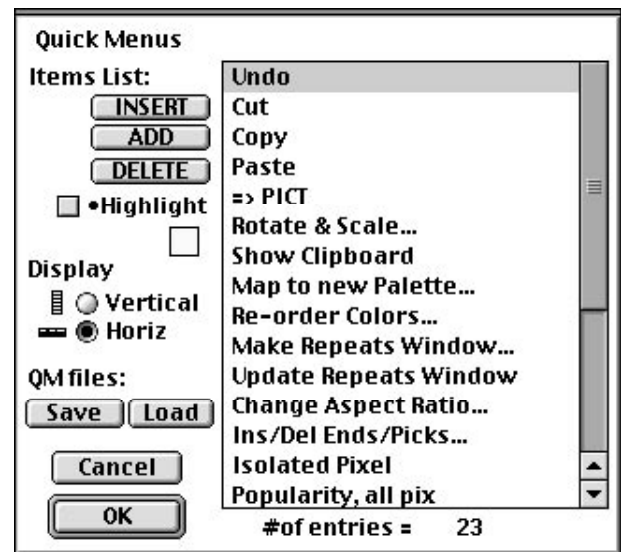 Quick Menus
Items List:
INSERT
ADD
DELETE
•Highlight
Display
Vertical
Horiz
QM files:
Save Load
Cancel
OK
Undo
Cut
Copy
Paste
=> PICT
Rotate & Scale...
Show Clipboard
Map to new Palette...
Re-order Colors...
Make Repeats Window...
Update Repeats Window
Change Aspect Ratio...
Ins/Del Ends/Picks...
Isolated Pixel
Popularity, all pix
#of entries = 23